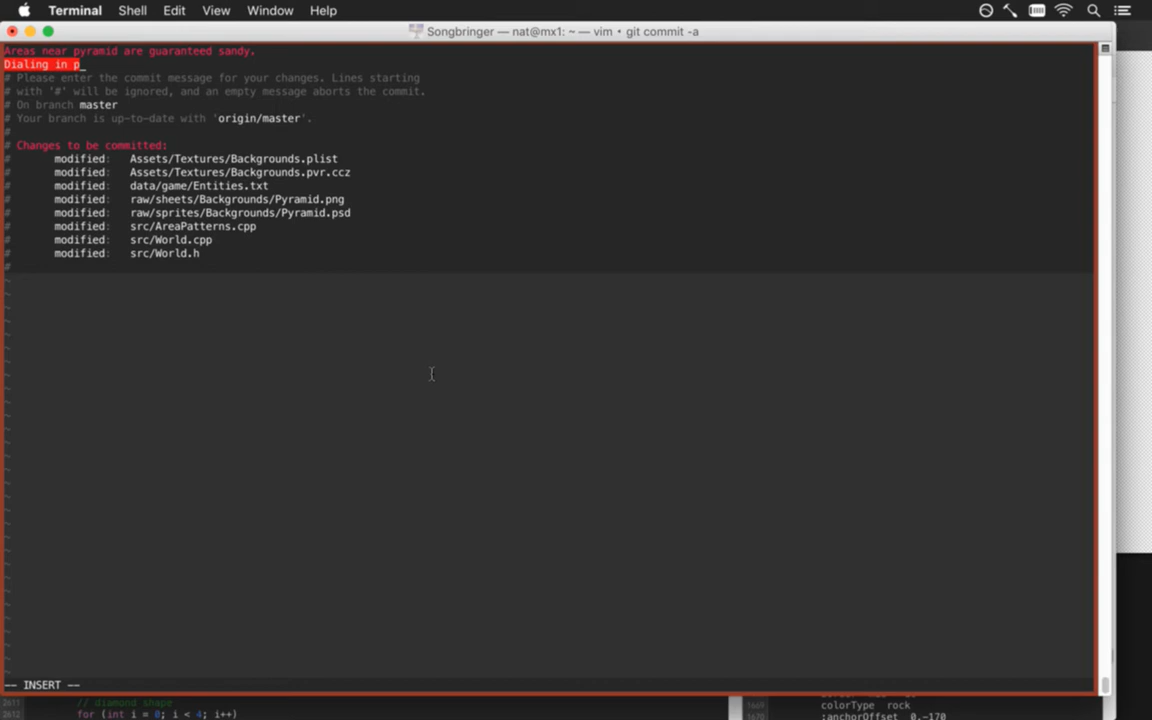 Terminal Shell Edit View Window Help
Songbringer — nat@mx1: ~ — vim • git commit -a
Areas near pyramid are guaranteed sandy.
Dialing in p_
# Please enter the commit message for your changes. Lines starting
# with '#' will be ignored, and an empty message aborts the commit.
# On branch master
# Your branch is up-to-date with 'origin/master'.
#
# Changes to be committed:
# modified: Assets/Textures/Backgrounds.plist
# modified: Assets/Textures/Backgrounds.pvr.ccz
# modified: data/game/Entities.txt
# modified: raw/sheets/Backgrounds/Pyramid.png
# modified: raw/sprites/Backgrounds/Pyramid.psd
# modified: src/AreaPatterns.cpp
# modified: src/World.cpp
# modified: src/World.h
#
-- INSERT --
2611 // diamond shape
2612 for (int i = 0; i < 4; i++)
1669 colorType rock
1670 :anchorOffset 0,-170